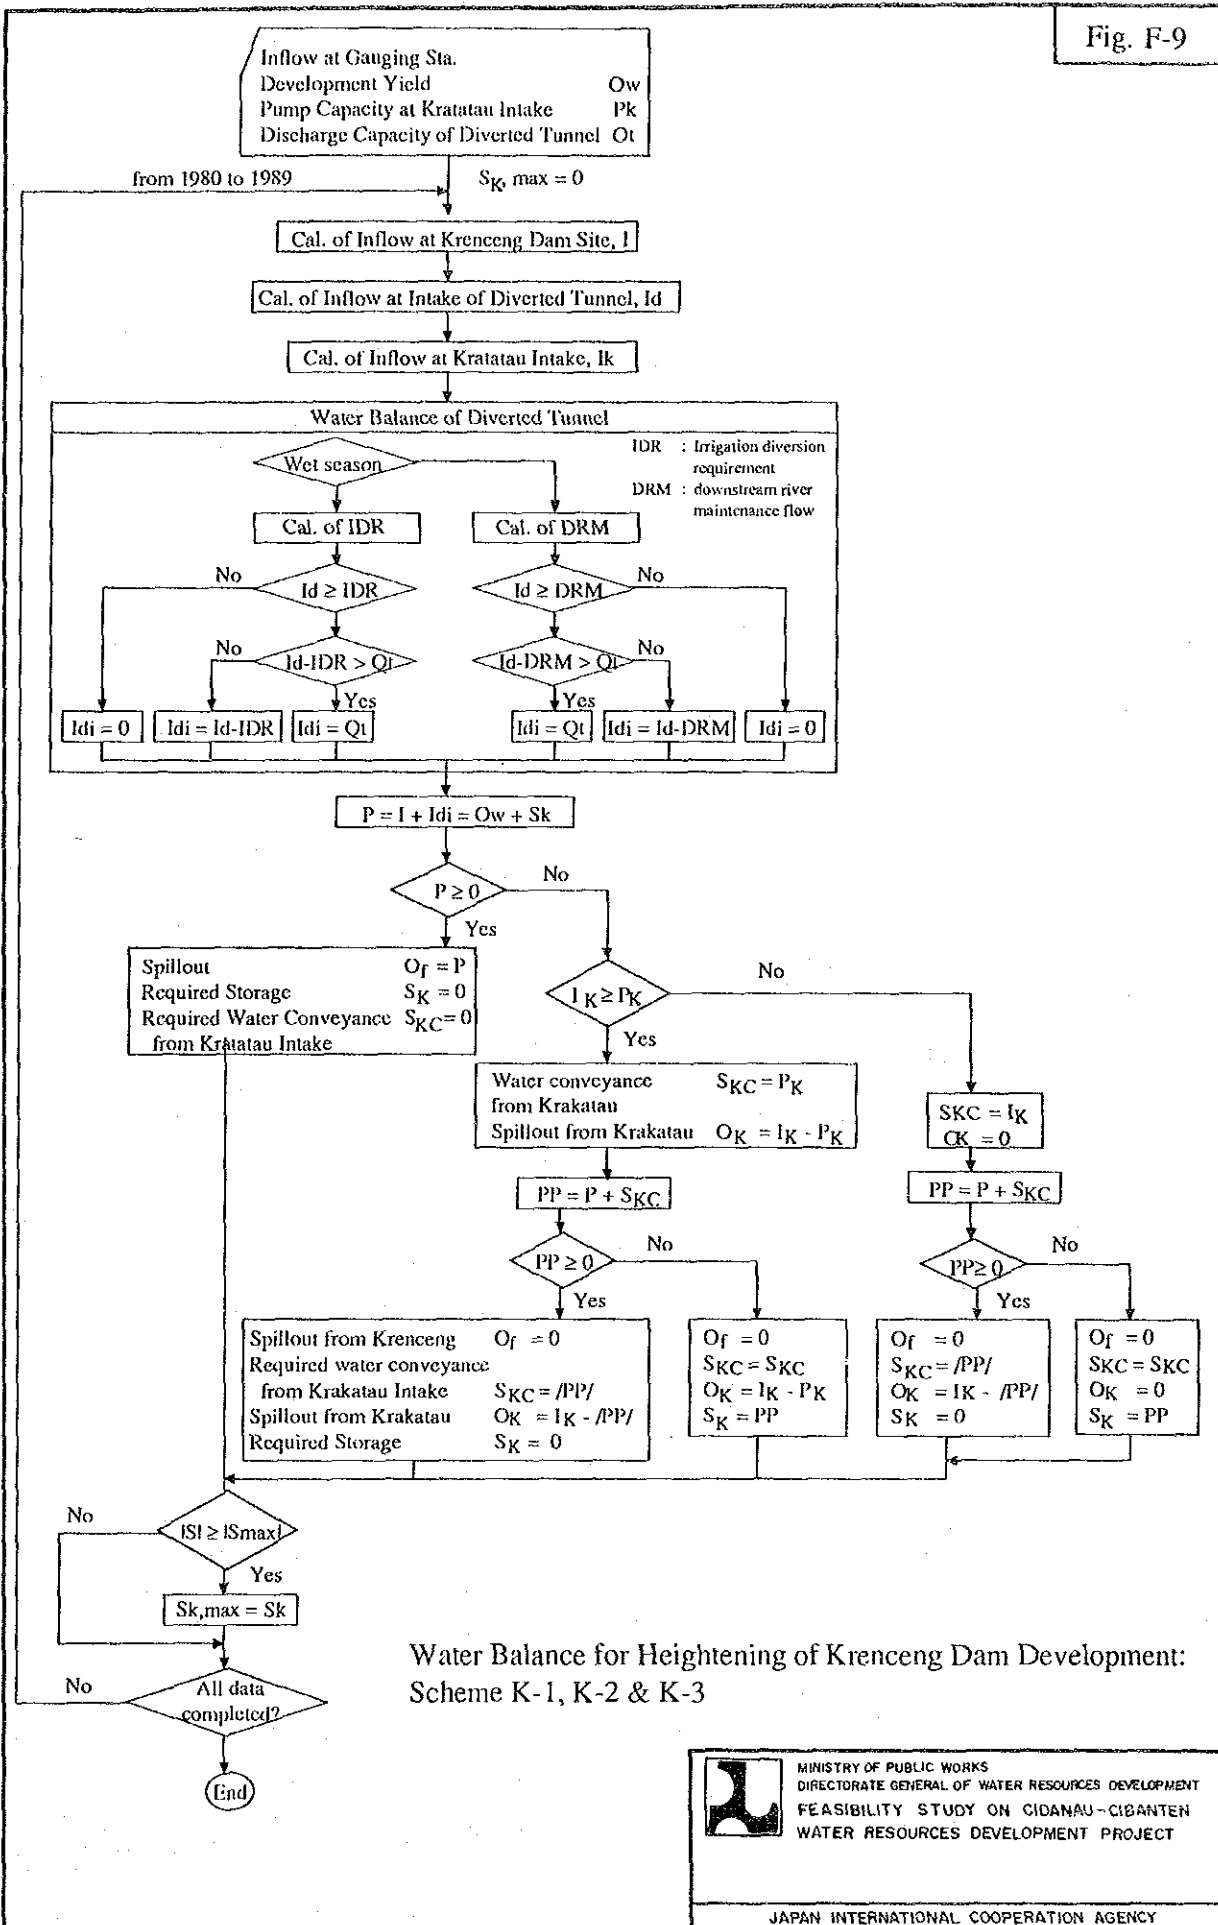 Fig. F-9
Inflow at Gauging Sta.
Development Yield Ow
Pump Capacity at Kratatau Intake Pk
Discharge Capacity of Diverted Tunnel Qt
from 1980 to 1989
SK, max = 0
Cal. of Inflow at Krenceng Dam Site, I
Cal. of Inflow at Intake of Diverted Tunnel, Id
Cal. of Inflow at Kratatau Intake, Ik
Water Balance of Diverted Tunnel
IDR : Irrigation diversion
requirement
DRM : downstream river
maintenance flow
Wet season
Cal. of IDR
Cal. of DRM
No
Id ≥ IDR
Id ≥ DRM
No
No
Id-IDR > Qt
Id-DRM > Qt
No
Yes
Yes
Idi = 0
Idi = Id-IDR
Idi = Qt
Idi = Qt
Idi = Id-DRM
Idi = 0
P = I + Idi = Ow + Sk
P ≥ 0
No
Yes
Spillout Of = P
Required Storage SK = 0
Required Water Conveyance SKC = 0
from Kratatau Intake
IK ≥ PK
No
Yes
Water conveyance SKC = PK
from Krakatau
Spillout from Krakatau OK = IK - PK
SKC = IK
OK = 0
PP = P + SKC
PP = P + SKC
PP ≥ 0
No
Yes
PP ≥ 0
No
Yes
Spillout from Krenceng Of = 0
Required water conveyance
from Krakatau Intake SKC = /PP/
Spillout from Krakatau OK = IK - /PP/
Required Storage SK = 0
Of = 0
SKC = SKC
OK = IK - PK
SK = PP
Of = 0
SKC = /PP/
OK = IK - /PP/
SK = 0
Of = 0
SKC = SKC
OK = 0
SK = PP
No
|S| ≥ |Smax|
Yes
Sk,max = Sk
No
All data
completed?
End
Water Balance for Heightening of Krenceng Dam Development:
Scheme K-1, K-2 & K-3
MINISTRY OF PUBLIC WORKS
DIRECTORATE GENERAL OF WATER RESOURCES DEVELOPMENT
FEASIBILITY STUDY ON CIDANAU-CIBANTEN
WATER RESOURCES DEVELOPMENT PROJECT
JAPAN INTERNATIONAL COOPERATION AGENCY